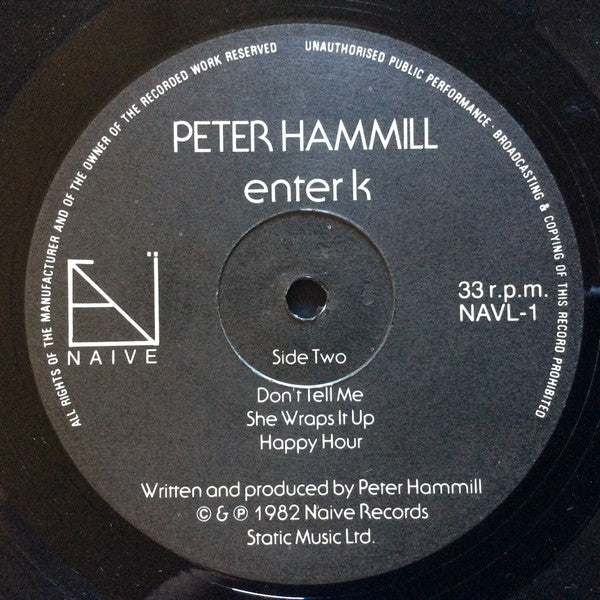 ALL RIGHTS OF THE MANUFACTURER AND OF THE OWNER OF THE RECORDED WORK RESERVED
UNAUTHORISED PUBLIC PERFORMANCE · BROADCASTING & COPYING OF THIS RECORD PROHIBITED
PETER HAMMILL
enter k
NAIVE
33 r.p.m.
NAVL-1
Side Two
Don't Tell Me
She Wraps It Up
Happy Hour
Written and produced by Peter Hammill
© & ℗ 1982 Naive Records
Static Music Ltd.